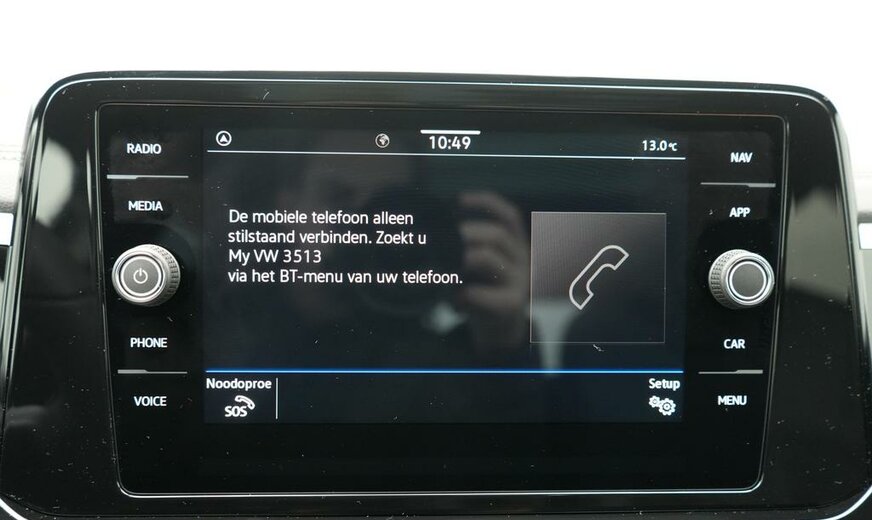 RADIO
MEDIA
PHONE
VOICE
10:49
13.0°C
De mobiele telefoon alleen
stilstaand verbinden. Zoekt u
My VW 3513
via het BT-menu van uw telefoon.
Noodoproe
SOS
Setup
NAV
APP
CAR
MENU